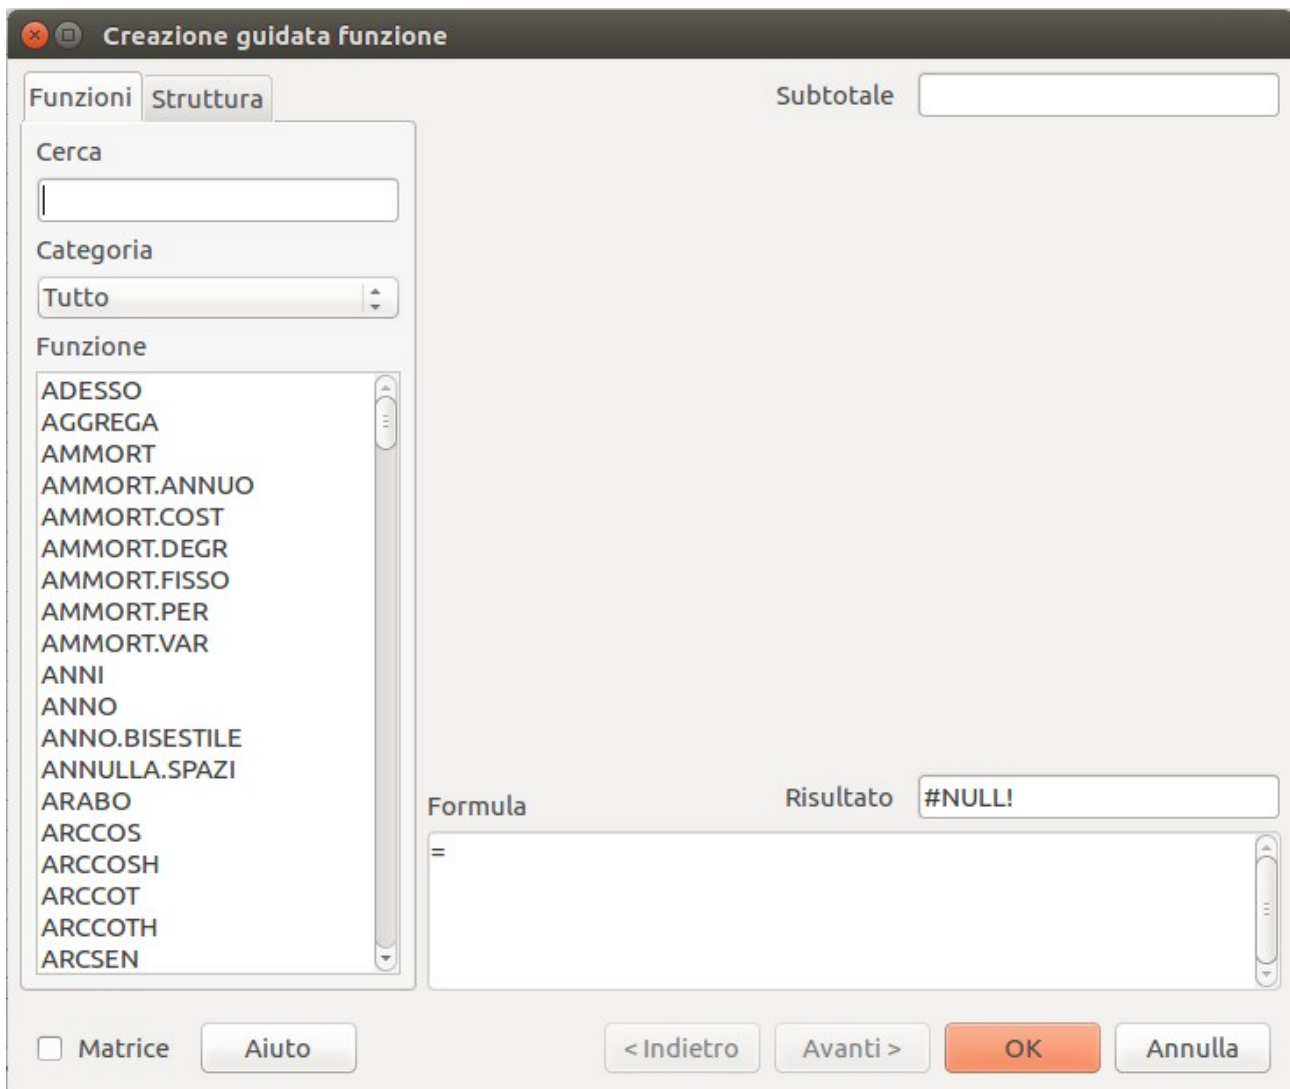 Creazione guidata funzione
Funzioni Struttura
Subtotale
Cerca
Categoria
Tutto
Funzione
ADESSO
AGGREGA
AMMORT
AMMORT.ANNUO
AMMORT.COST
AMMORT.DEGR
AMMORT.FISSO
AMMORT.PER
AMMORT.VAR
ANNI
ANNO
ANNO.BISESTILE
ANNULLA.SPAZI
ARABO
ARCCOS
ARCCOSH
ARCCOT
ARCCOTH
ARCSEN
Formula
Risultato #NULL!
=
Matrice Aiuto < Indietro Avanti > OK Annulla